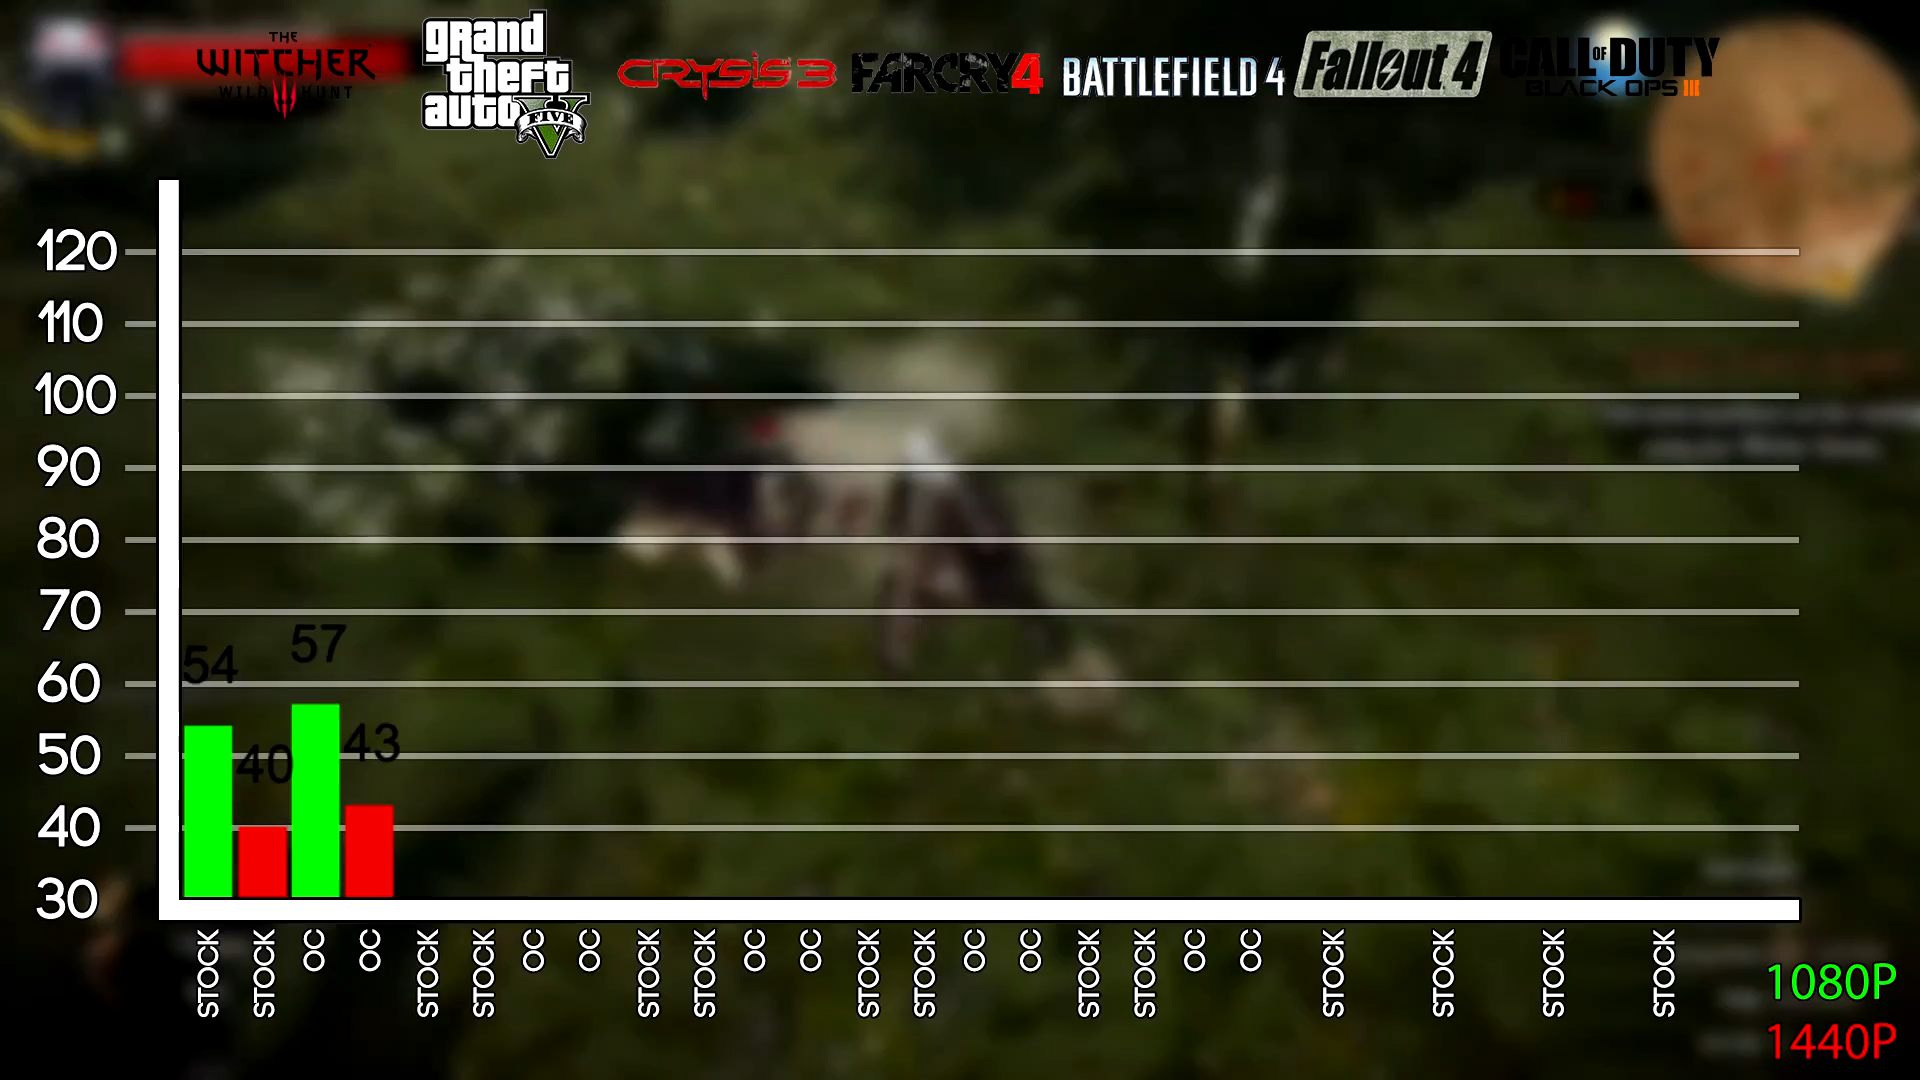 THE
WITCHER
WILD HUNT
grand
theft
auto
FIVE
V
CRYSIS 3
FARCRY4
BATTLEFIELD 4
Fallout 4
CALL OF DUTY
BLACK OPS III
120
110
100
90
80
70
60
50
40
30
54
40
57
43
STOCK
STOCK
OC
OC
STOCK
STOCK
OC
OC
STOCK
STOCK
OC
OC
STOCK
STOCK
OC
OC
STOCK
STOCK
OC
OC
STOCK
STOCK
STOCK
STOCK
1080P
1440P